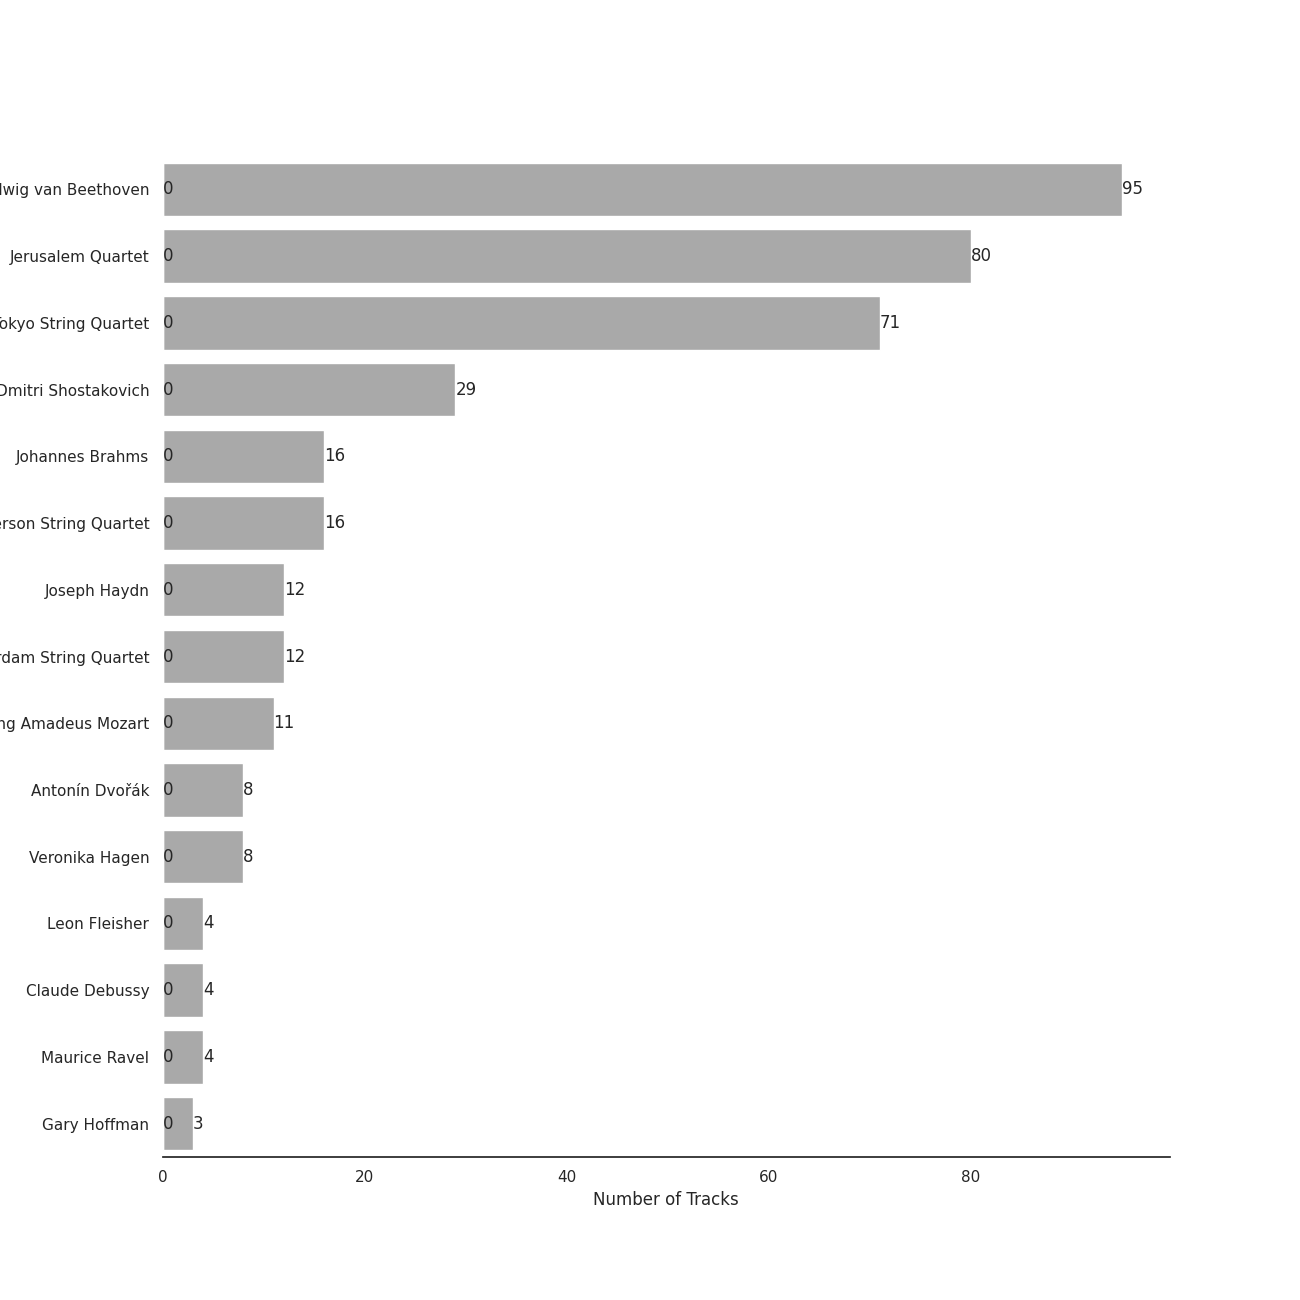 lwig van Beethoven 0 95
Jerusalem Quartet 0 80
okyo String Quartet 0 71
Dmitri Shostakovich 0 29
Johannes Brahms 0 16
erson String Quartet 0 16
Joseph Haydn 0 12
rdam String Quartet 0 12
ng Amadeus Mozart 0 11
Antonín Dvořák 0 8
Veronika Hagen 0 8
Leon Fleisher 0 4
Claude Debussy 0 4
Maurice Ravel 0 4
Gary Hoffman 0 3
0 20 40 60 80
Number of Tracks